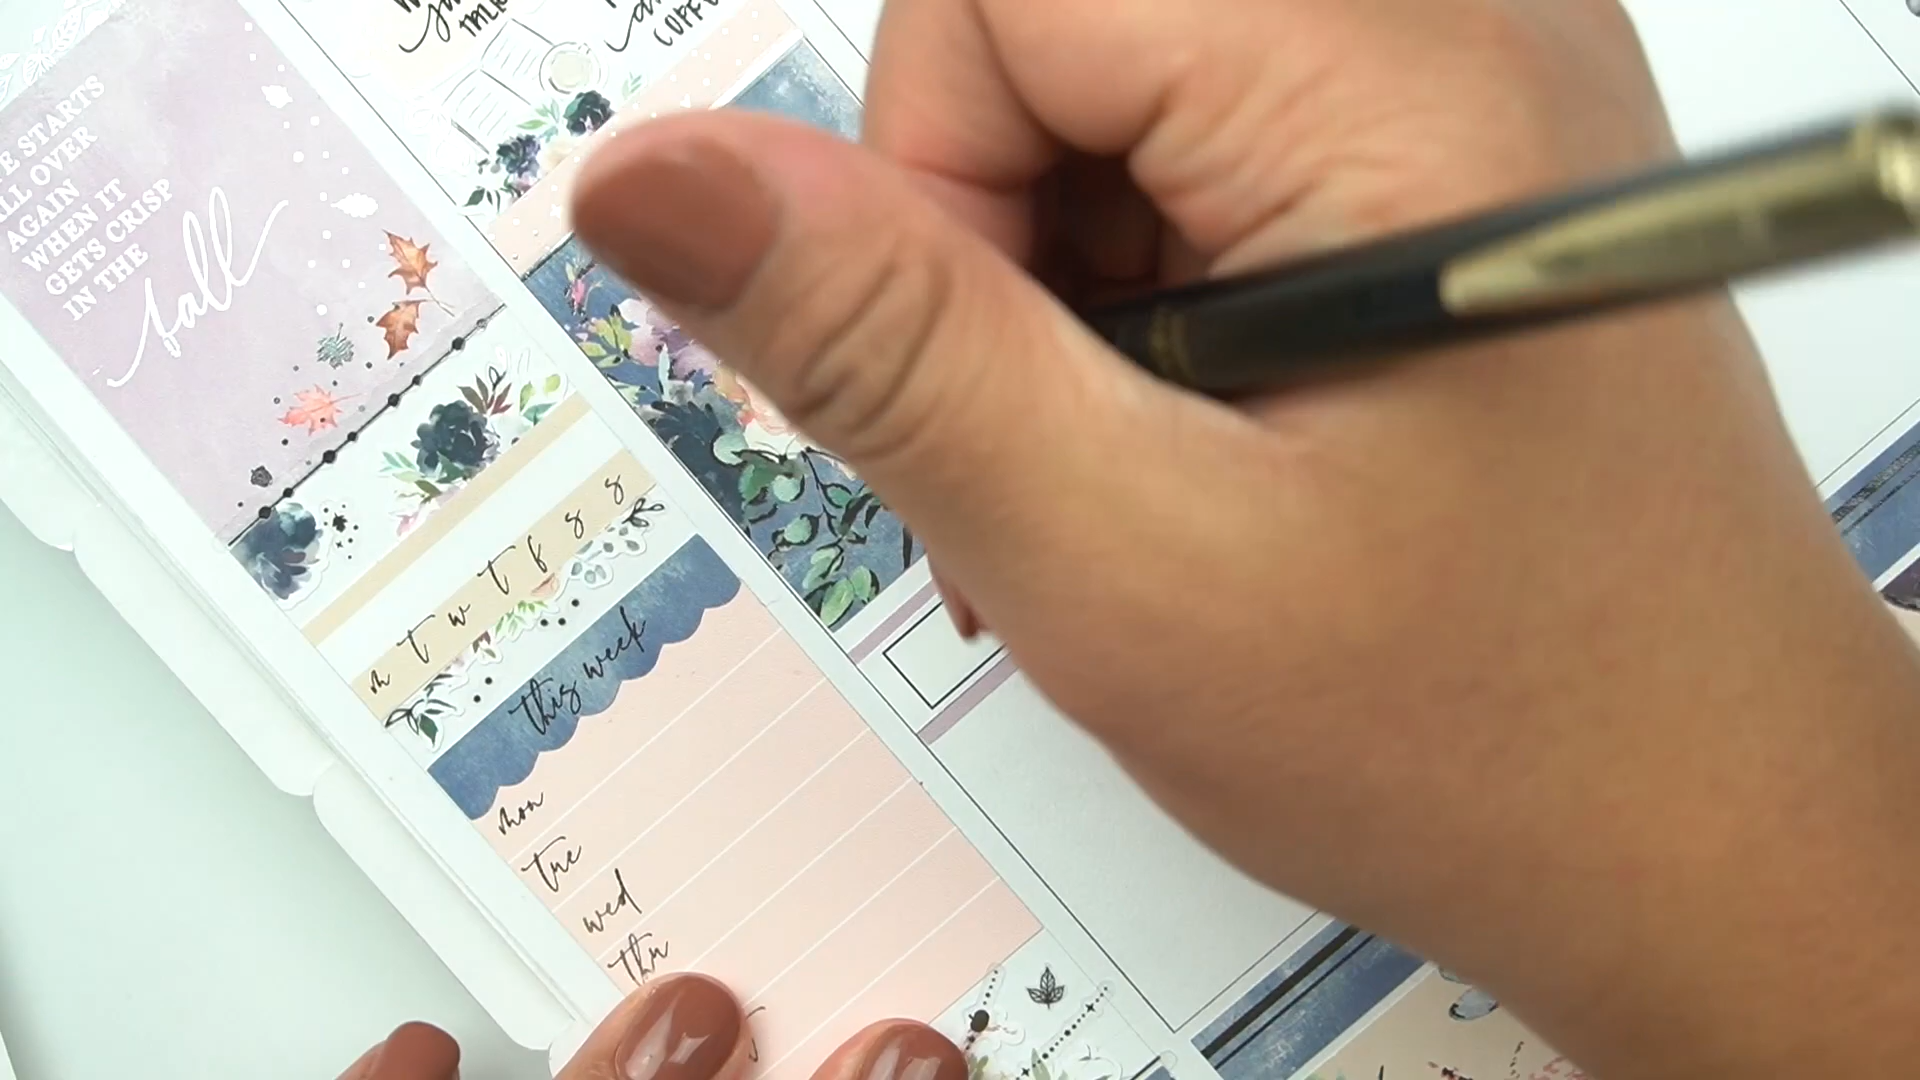 STARTS
ALL OVER
AGAIN
WHEN IT
GETS CRISP
IN THE
fall
m T w T f s s
this week
mon
tue
wed
thu